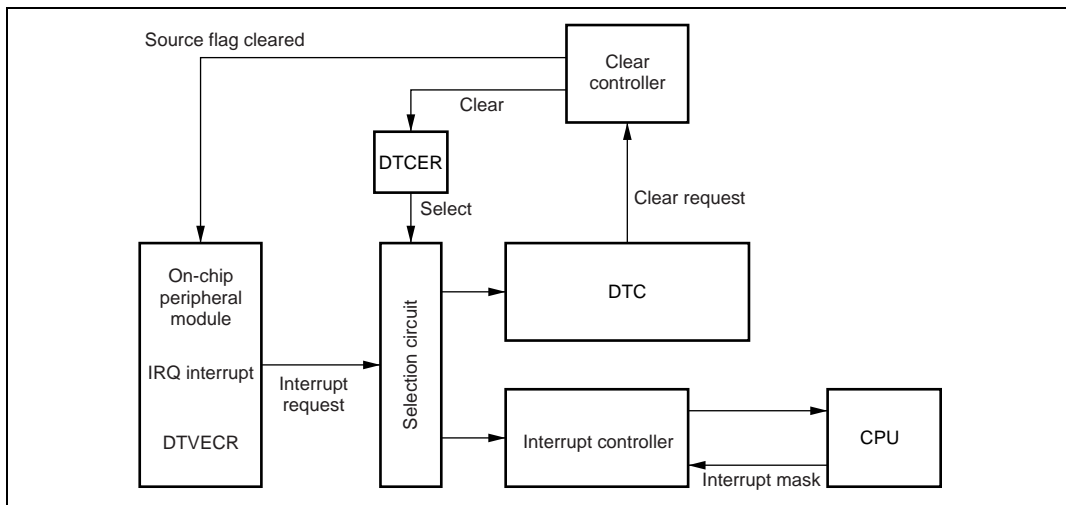 Source flag cleared
Clear
controller
Clear
DTCER
Select
Clear request
On-chip
peripheral
module
IRQ interrupt
DTVECR
Interrupt
request
Selection circuit
DTC
Interrupt controller
CPU
Interrupt mask